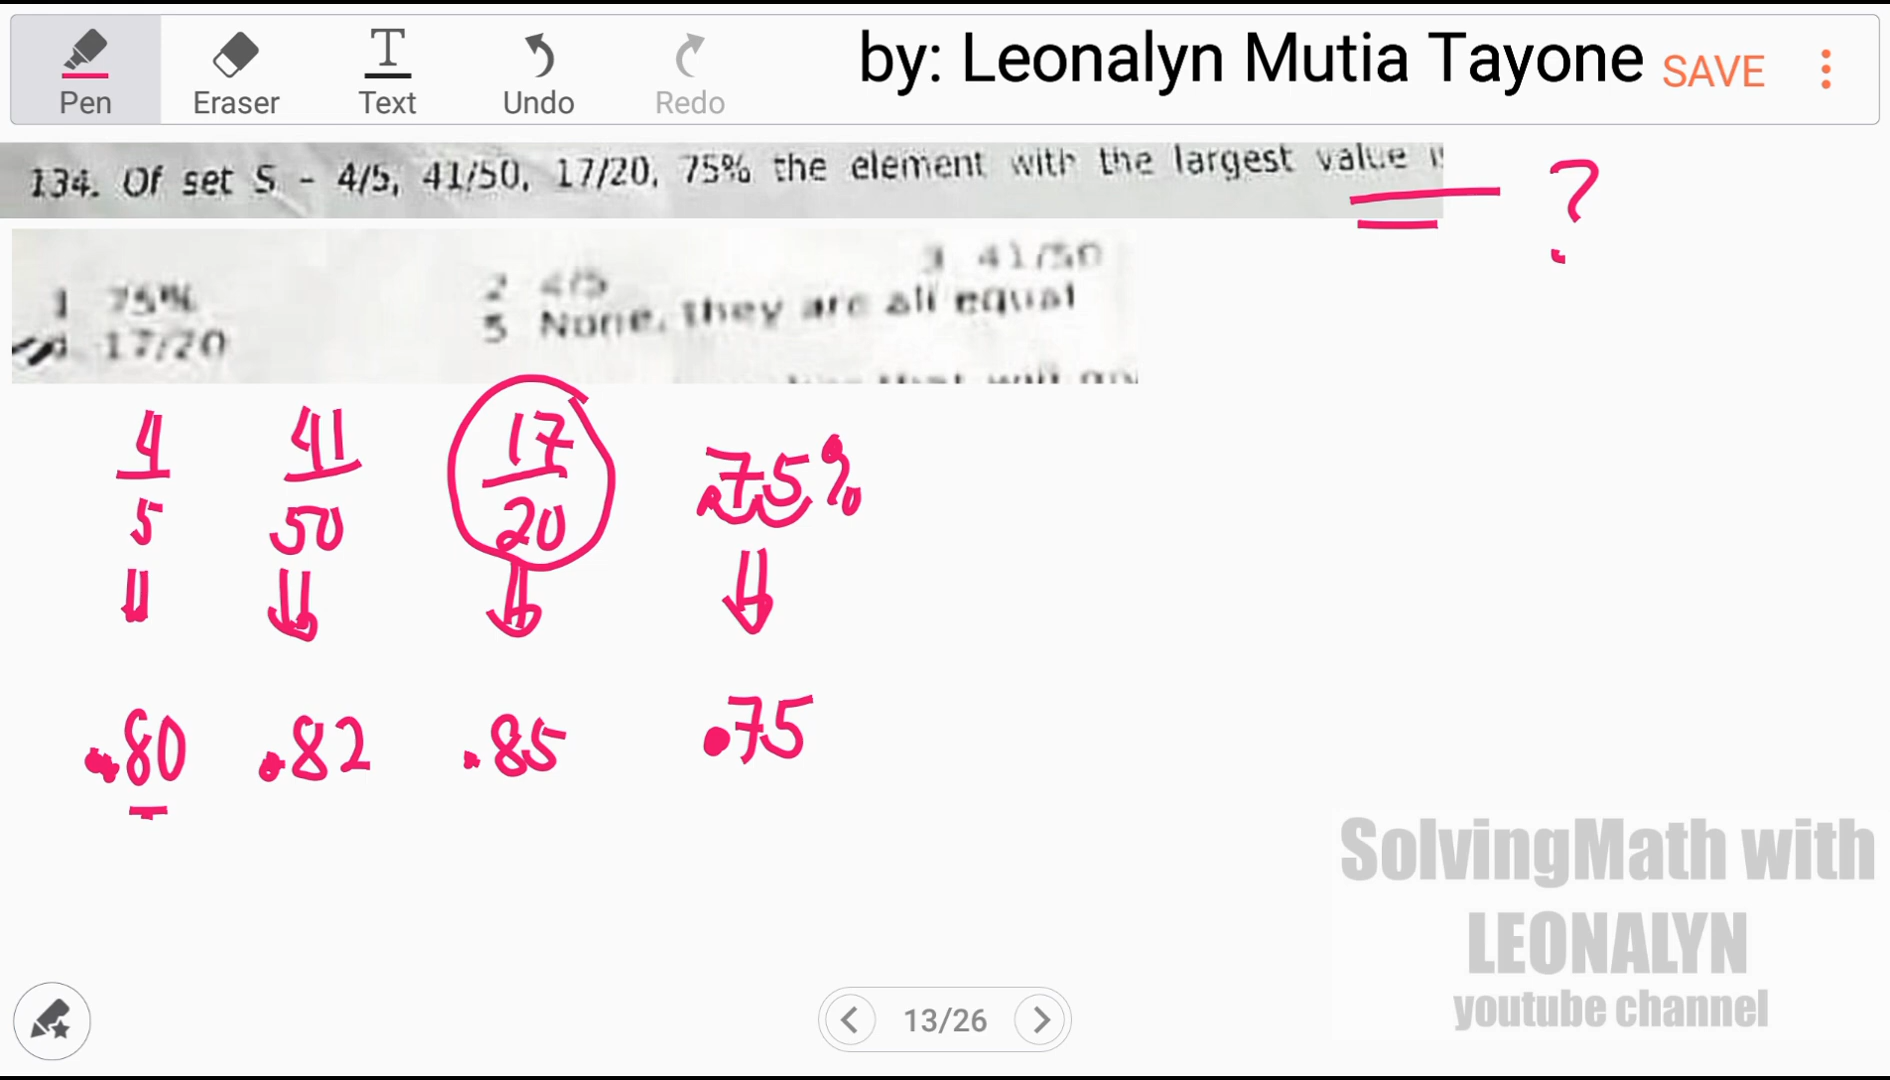 by: Leonalyn Mutia Tayone
SAVE
Pen Eraser Text Undo Redo
134. Of set S - 4/5, 41/50, 17/20, 75% the element with the largest value is
?
3 41/50
1 75% 2 4/5
4 17/20 5 None, they are all equal
that will
4/5 41/50 17/20 .75%
.80 .82 .85 .75
SolvingMath with
LEONALYN
youtube channel
13/26